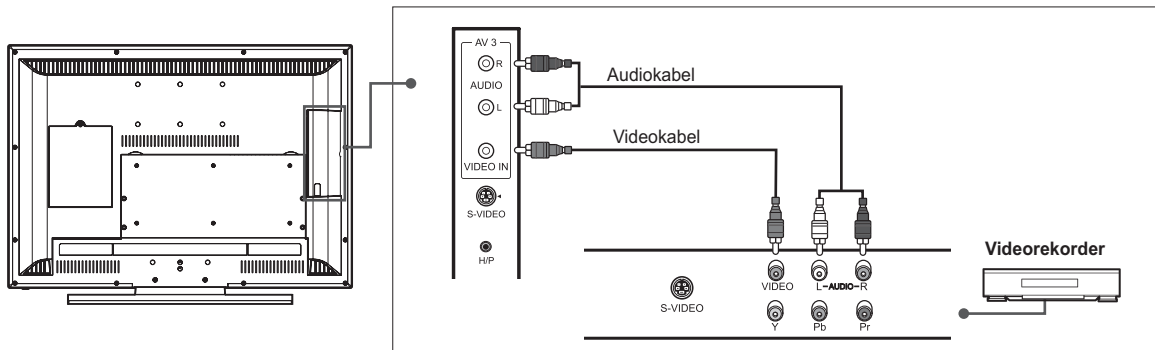 AV 3
R
AUDIO
L
VIDEO IN
S-VIDEO
H/P
Audiokabel
Videokabel
S-VIDEO
VIDEO
L-AUDIO-R
Y
Pb
Pr
Videorekorder